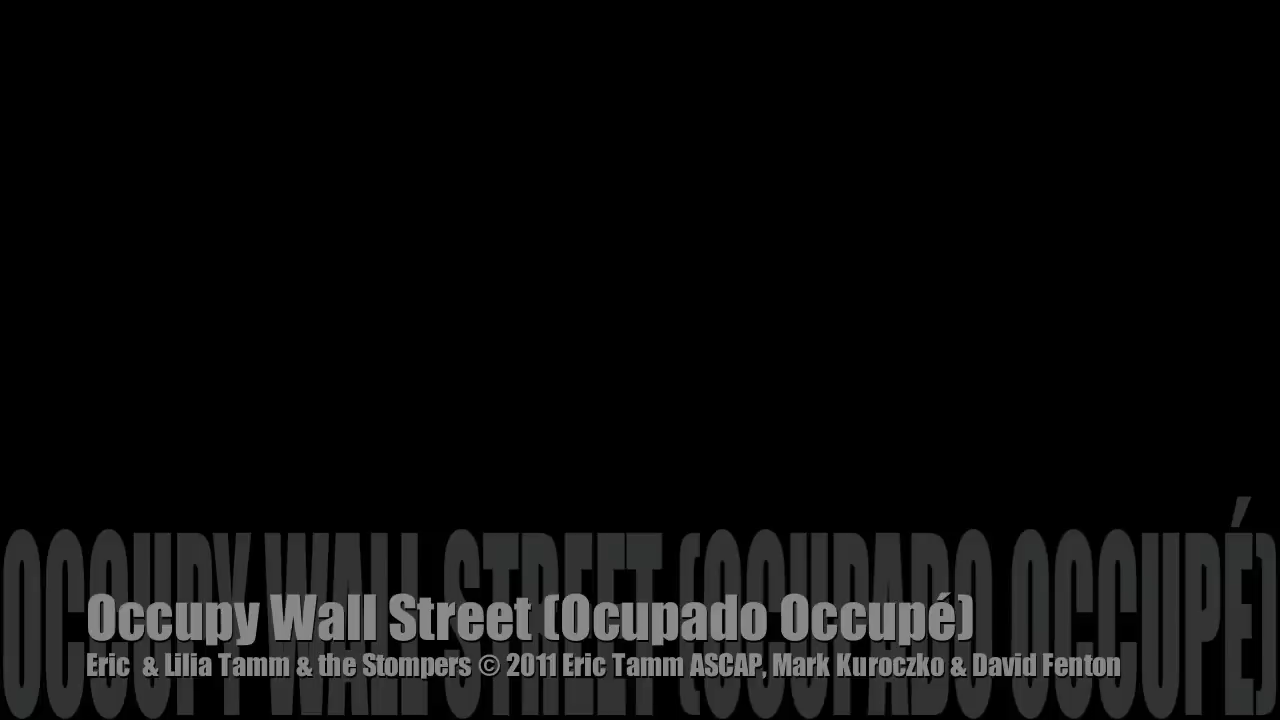 OCCUPY WALL STREET (OCUPADO OCCUPÉ)
Occupy Wall Street (Ocupado Occupé)
Eric & Lilia Tamm & the Stompers © 2011 Eric Tamm ASCAP, Mark Kuroczko & David Fenton